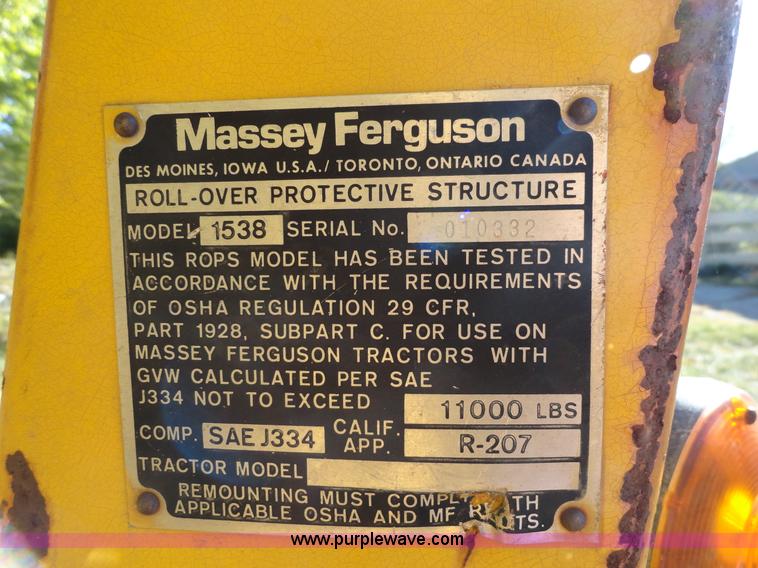 Massey Ferguson
DES MOINES, IOWA U.S.A./ TORONTO, ONTARIO CANADA
ROLL-OVER PROTECTIVE STRUCTURE
MODEL 1538 SERIAL No. 010332
THIS ROPS MODEL HAS BEEN TESTED IN
ACCORDANCE WITH THE REQUIREMENTS
OF OSHA REGULATION 29 CFR,
PART 1928, SUBPART C. FOR USE ON
MASSEY FERGUSON TRACTORS WITH
GVW CALCULATED PER SAE
J334 NOT TO EXCEED 11000 LBS
COMP. SAE J334 CALIF. APP. R-207
TRACTOR MODEL
REMOUNTING MUST
APPLICABLE OSHA AND MF
www.purplewave.com